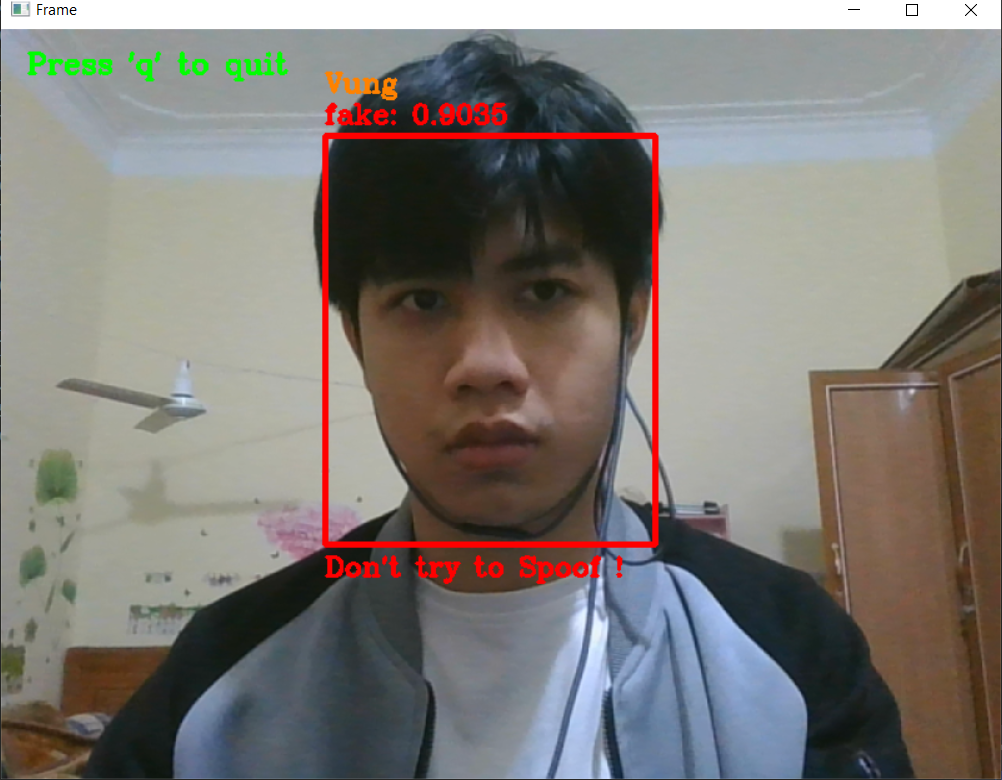 Frame
Press 'q' to quit
Vung
fake: 0.9035
Don't try to Spoof !